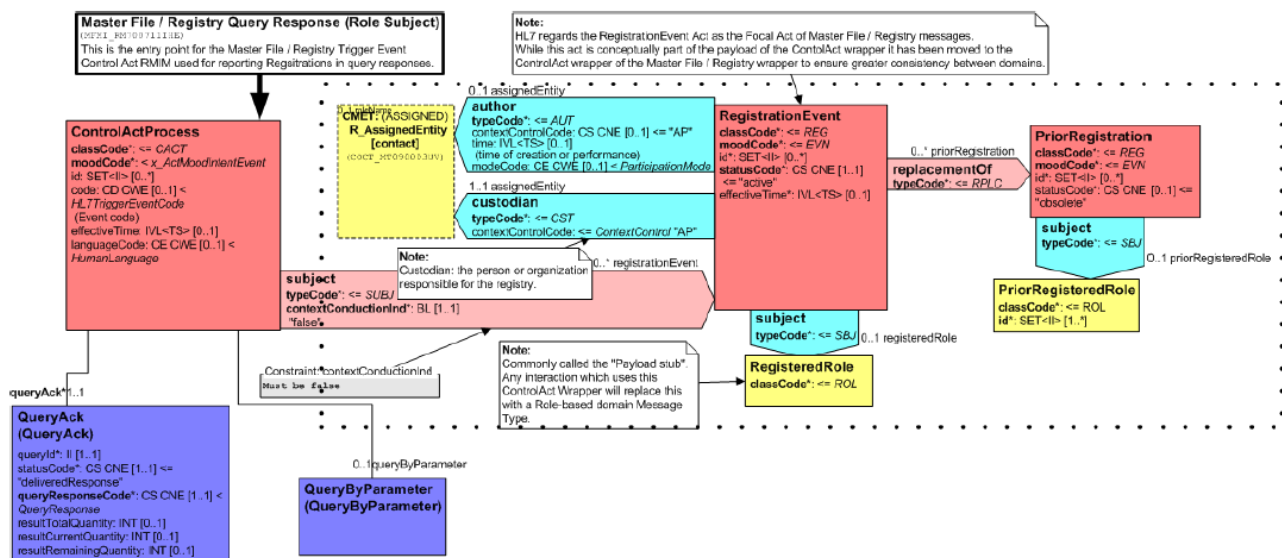 Master File / Registry Query Response (Role Subject)
(MFMI_RM700711IHE)
This is the entry point for the Master File / Registry Trigger Event
Control Act RMIM used for reporting Regsitrations in query responses.
Note:
HL7 regards the RegistrationEvent Act as the Focal Act of Master File / Registry messages.
While this act is conceptually part of the payload of the ContolAct wrapper it has been moved to the
ControlAct wrapper of the Master File / Registry wrapper to ensure greater consistency between domains.
ControlActProcess
classCode*: <= CACT
moodCode*: < x_ActMoodIntentEvent
id: SET<II> [0..*]
code: CD CWE [0..1] <
HL7TriggerEventCode
(Event code)
effectiveTime: IVL<TS> [0..1]
languageCode: CE CWE [0..1] <
HumanLanguage
CMET: (ASSIGNED)
R_AssignedEntity
[contact]
(COCT_MT090003UV)
0..1 assignedEntity
author
typeCode*: <= AUT
contextControlCode: CS CNE [0..1] <= "AP"
time: IVL<TS> [0..1]
(time of creation or performance)
modeCode: CE CWE [0..1] < ParticipationMode
1..1 assignedEntity
custodian
typeCode*: <= CST
contextControlCode: <= ContextControl "AP"
Note:
Custodian: the person or organization
responsible for the registry.
0..* registrationEvent
subject
typeCode*: <= SUBJ
contextConductionInd*: BL [1..1]
"false"
Constraint: contextConductionInd
Must be false
RegistrationEvent
classCode*: <= REG
moodCode*: <= EVN
id*: SET<II> [0..*]
statusCode*: CS CNE [1..1]
<= "active"
effectiveTime*: IVL<TS> [0..1]
0..* priorRegistration
replacementOf
typeCode*: <= RPLC
PriorRegistration
classCode*: <= REG
moodCode*: <= EVN
id*: SET<II> [0..*]
statusCode*: CS CNE [0..1] <=
"obsolete"
subject
typeCode*: <= SBJ
0..1 priorRegisteredRole
PriorRegisteredRole
classCode*: <= ROL
id*: SET<II> [1..*]
subject
typeCode*: <= SBJ
0..1 registeredRole
RegisteredRole
classCode*: <= ROL
Note:
Commonly called the "Payload stub".
Any interaction which uses this
ControlAct Wrapper will replace this
with a Role-based domain Message
Type.
queryAck*1..1
QueryAck
(QueryAck)
queryId*: II [1..1]
statusCode*: CS CNE [1..1] <=
"deliveredResponse"
queryResponseCode*: CS CNE [1..1] <
QueryResponse
resultTotalQuantity: INT [0..1]
resultCurrentQuantity: INT [0..1]
resultRemainingQuantity: INT [0..1]
0..1queryByParameter
QueryByParameter
(QueryByParameter)